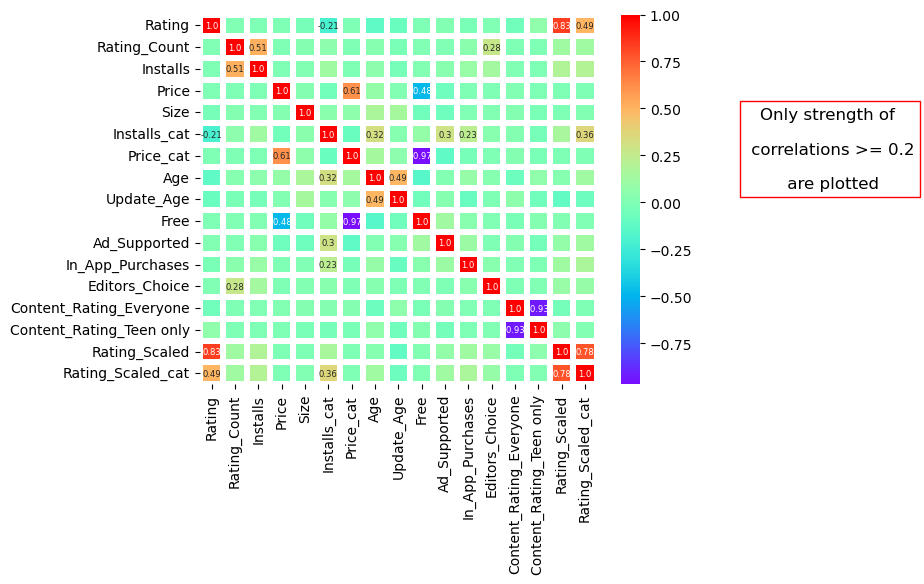 Rating 1.0 -0.21 0.83 0.49
Rating_Count 1.0 0.51 0.28
Installs 0.51 1.0
Price 1.0 0.61 -0.48
Size 1.0
Installs_cat -0.21 1.0 0.32 0.3 0.23 0.36
Price_cat 0.61 1.0 -0.97
Age 0.32 1.0 0.49
Update_Age 0.49 1.0
Free -0.48 -0.97 1.0
Ad_Supported 0.3 1.0
In_App_Purchases 0.23 1.0
Editors_Choice 0.28 1.0
Content_Rating_Everyone 1.0 -0.93
Content_Rating_Teen only -0.93 1.0
Rating_Scaled 0.83 1.0 0.78
Rating_Scaled_cat 0.49 0.36 0.78 1.0
Rating
Rating_Count
Installs
Price
Size
Installs_cat
Price_cat
Age
Update_Age
Free
Ad_Supported
In_App_Purchases
Editors_Choice
Content_Rating_Everyone
Content_Rating_Teen only
Rating_Scaled
Rating_Scaled_cat
1.00
0.75
0.50
0.25
0.00
−0.25
−0.50
−0.75
Only strength of
correlations >= 0.2
are plotted